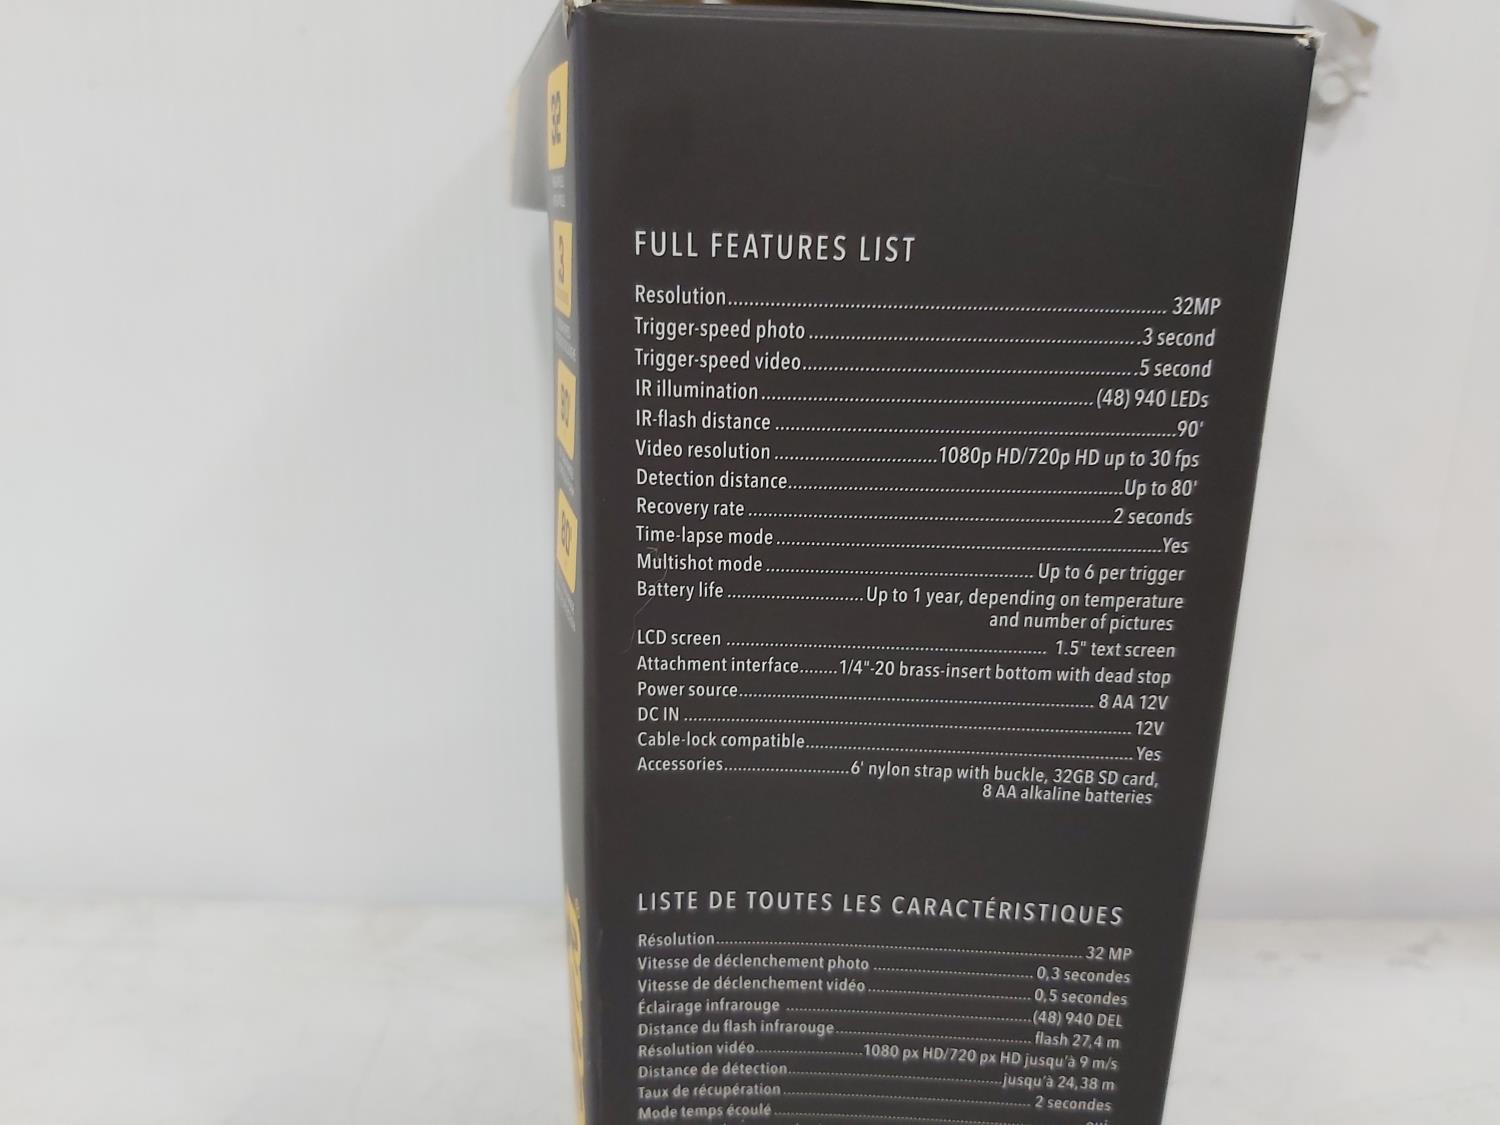 32
3
90'
80'
FULL FEATURES LIST
Resolution ........ 32MP
Trigger-speed photo ........ .3 second
Trigger-speed video ........ .5 second
IR illumination ........ (48) 940 LEDs
IR-flash distance ........ 90'
Video resolution ........ 1080p HD/720p HD up to 30 fps
Detection distance ........ Up to 80'
Recovery rate ........ 2 seconds
Time-lapse mode ........ Yes
Multishot mode ........ Up to 6 per trigger
Battery life ........ Up to 1 year, depending on temperature
and number of pictures
LCD screen ........ 1.5" text screen
Attachment interface ........ 1/4"-20 brass-insert bottom with dead stop
Power source ........ 8 AA 12V
DC IN ........ 12V
Cable-lock compatible ........ Yes
Accessories ........ 6' nylon strap with buckle, 32GB SD card,
8 AA alkaline batteries
LISTE DE TOUTES LES CARACTÉRISTIQUES
Résolution ........ 32 MP
Vitesse de déclenchement photo ........ 0,3 secondes
Vitesse de déclenchement vidéo ........ 0,5 secondes
Éclairage infrarouge ........ (48) 940 DEL
Distance du flash infrarouge ........ flash 27,4 m
Résolution vidéo ........ 1080 px HD/720 px HD jusqu'à 9 m/s
Distance de détection ........ jusqu'à 24,38 m
Taux de récupération ........ 2 secondes
Mode temps écoulé ........ oui